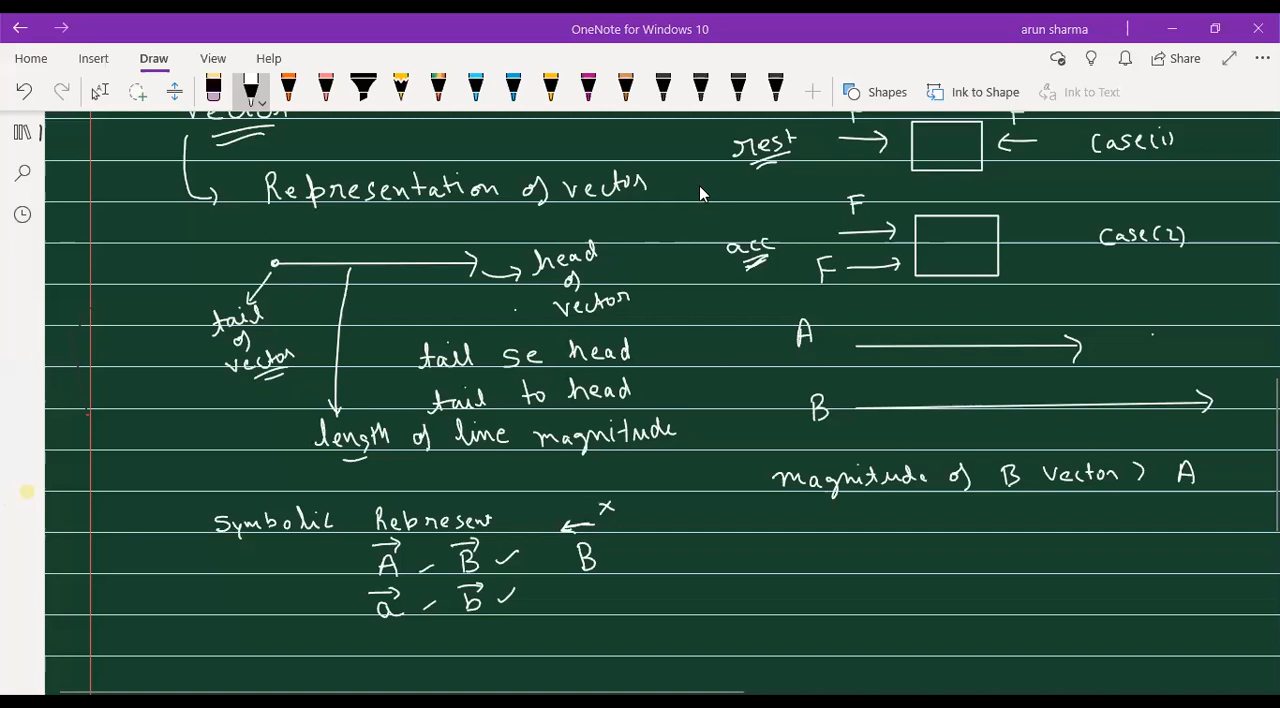 OneNote for Windows 10
arun sharma
Home Insert Draw View Help
Share
Shapes
Ink to Shape
Ink to Text
vector
Representation of vector
head
of
vector
tail
of
vector
tail se head
tail to head
length of line magnitude
Symbolic Represent
A B B
a b
x
F F
rest
Case(1)
F
acc
F
Case(2)
A
B
magnitude of B vector > A